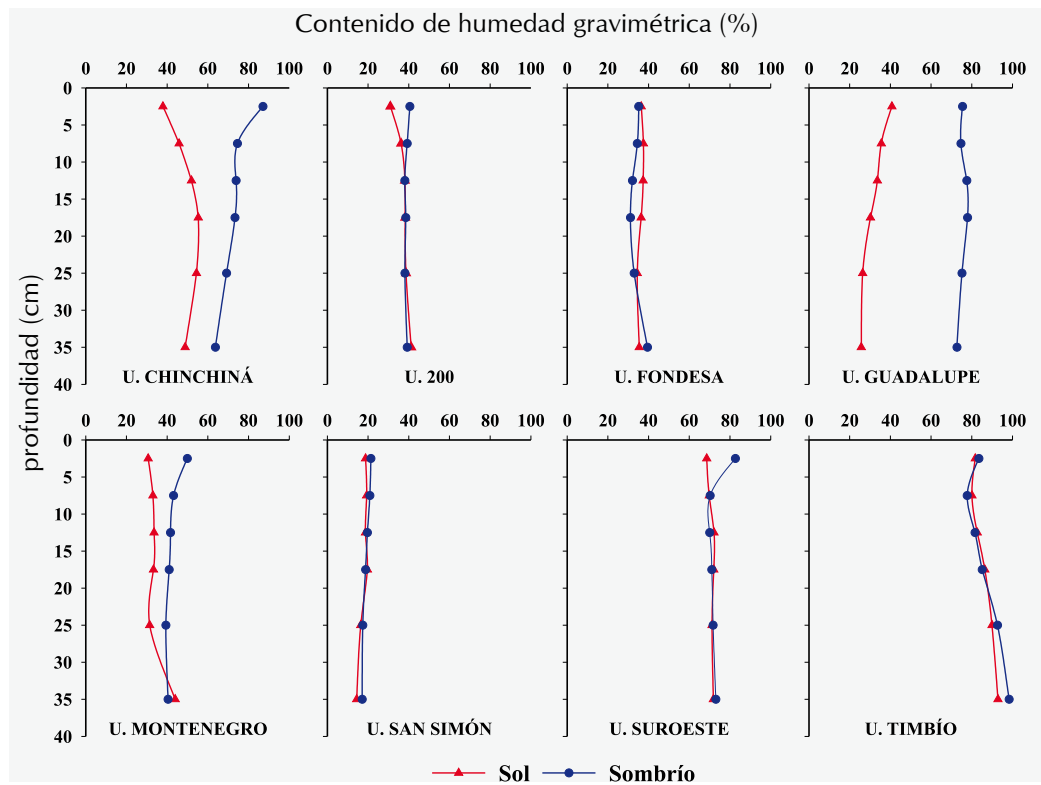 Contenido de humedad gravimétrica (%)
0 20 40 60 80 100 0 20 40 60 80 100 0 20 40 60 80 100 0 20 40 60 80 100
0
5
10
15
20
25
30
35
40
U. CHINCHINÁ U. 200 U. FONDESA U. GUADALUPE
profundidad (cm)
0 20 40 60 80 100 0 20 40 60 80 100 0 20 40 60 80 100 0 20 40 60 80 100
0
5
10
15
20
25
30
35
40
U. MONTENEGRO U. SAN SIMÓN U. SUROESTE U. TIMBÍO
Sol Sombrío